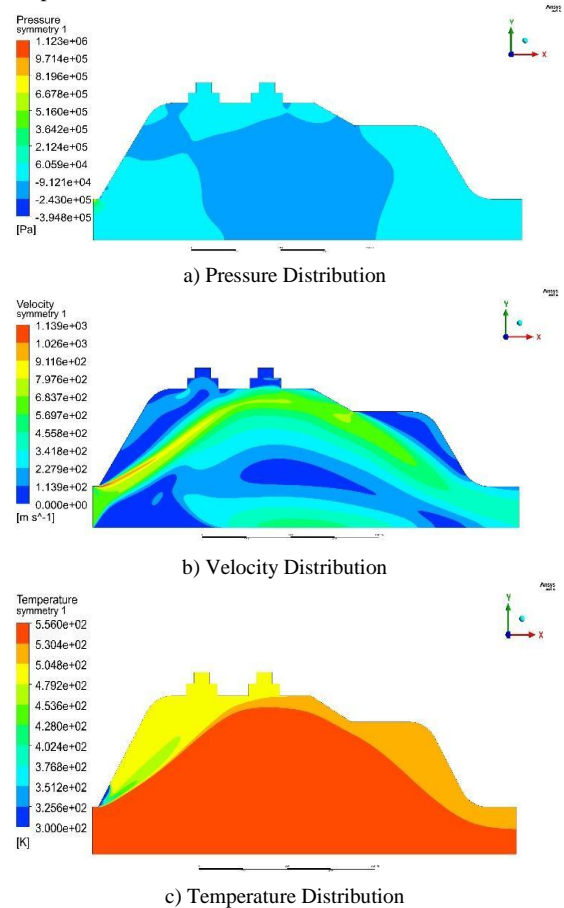 Pressure
symmetry 1
1.123e+06
9.714e+05
8.196e+05
6.678e+05
5.160e+05
3.642e+05
2.124e+05
6.059e+04
-9.121e+04
-2.430e+05
-3.948e+05
[Pa]
Ansys
Y
X
a) Pressure Distribution
Velocity
symmetry 1
1.139e+03
1.026e+03
9.116e+02
7.976e+02
6.837e+02
5.697e+02
4.558e+02
3.418e+02
2.279e+02
1.139e+02
0.000e+00
[m s^-1]
Ansys
Y
X
b) Velocity Distribution
Temperature
symmetry 1
5.560e+02
5.304e+02
5.048e+02
4.792e+02
4.536e+02
4.280e+02
4.024e+02
3.768e+02
3.512e+02
3.256e+02
3.000e+02
[K]
Ansys
Y
X
c) Temperature Distribution